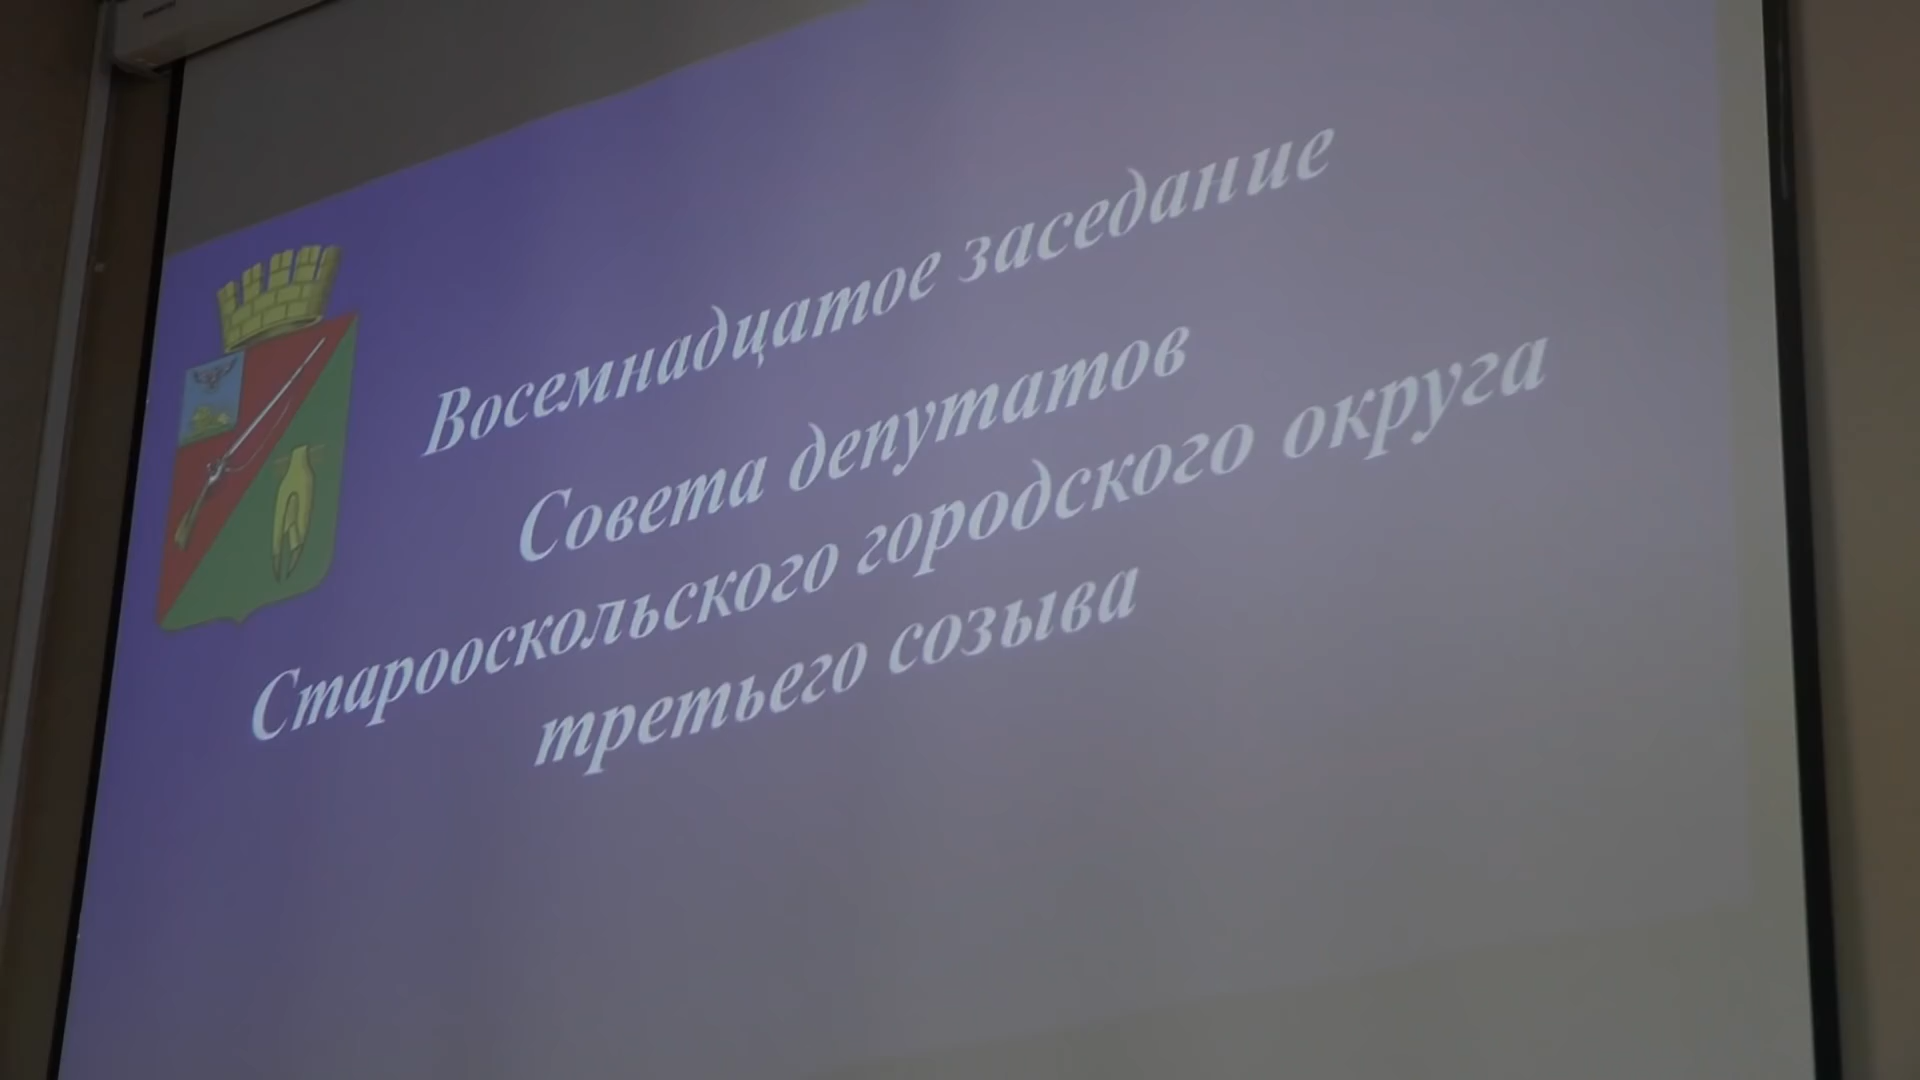 Восемнадцатое заседание
Совета депутатов
Старооскольского городского округа
третьего созыва